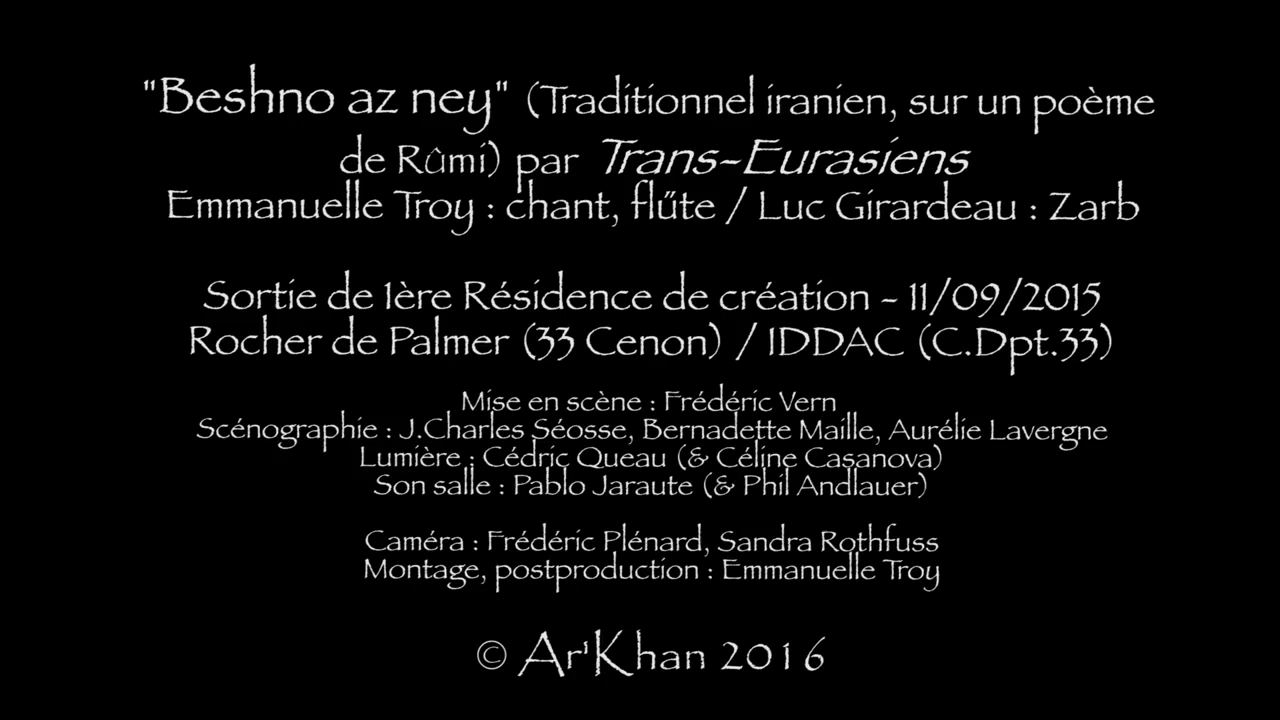 "Beshno az ney" (Traditionnel iranien, sur un poème
de Rûmi) par Trans-Eurasiens
Emmanuelle Troy : chant, flűte / Luc Girardeau : Zarb
Sortie de 1ère Résidence de création - 11/09/2015
Rocher de Palmer (33 Cenon) / IDDAC (C.Dpt.33)
Mise en scène : Frédéric Vern
Scénographie : J.Charles Séosse, Bernadette Maille, Aurélie Lavergne
Lumière : Cédric Queau (& Céline Casanova)
Son salle : Pablo Jaraute (& Phil Andlauer)
Caméra : Frédéric Plénard, Sandra Rothfuss
Montage, postproduction : Emmanuelle Troy
© Ar'Khan 2016